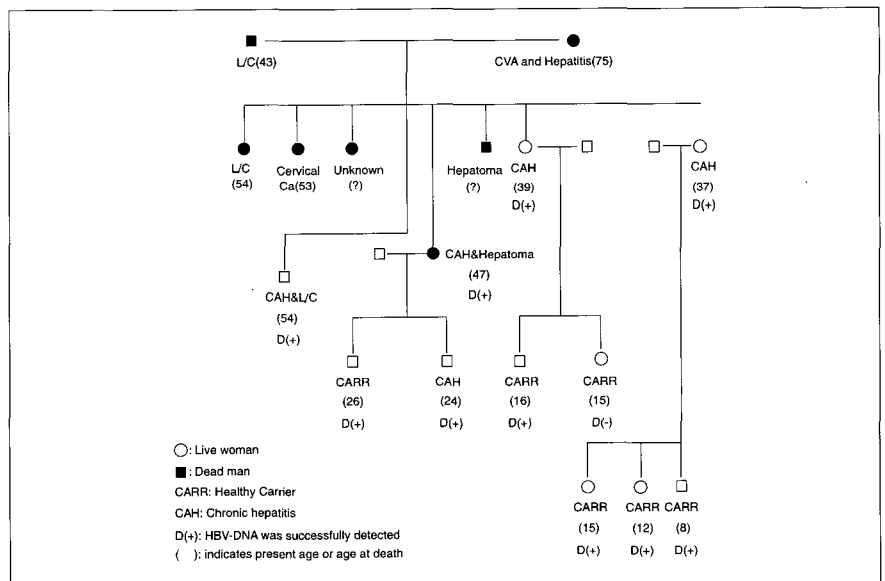 L/C(43)
CVA and Hepatitis(75)
L/C
(54)
Cervical
Ca(53)
Unknown
(?)
Hepatoma
(?)
CAH
(39)
D(+)
CAH
(37)
D(+)
CAH&L/C
(54)
D(+)
CAH&Hepatoma
(47)
D(+)
CARR
(26)
D(+)
CAH
(24)
D(+)
CARR
(16)
D(+)
CARR
(15)
D(-)
CARR
(15)
D(+)
CARR
(12)
D(+)
CARR
(8)
D(+)
: Live woman
: Dead man
CARR: Healthy Carrier
CAH: Chronic hepatitis
D(+): HBV-DNA was successfully detected
( ): indicates present age or age at death